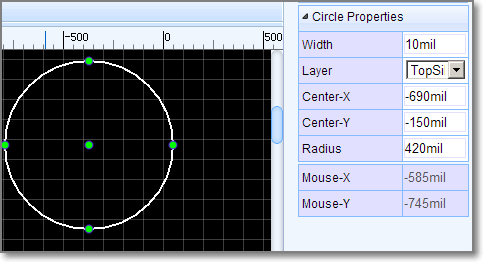 Circle Properties
−500 0 500
Width 10mil
Layer TopSi
Center-X -690mil
Center-Y -150mil
Radius 420mil
Mouse-X -585mil
Mouse-Y -745mil